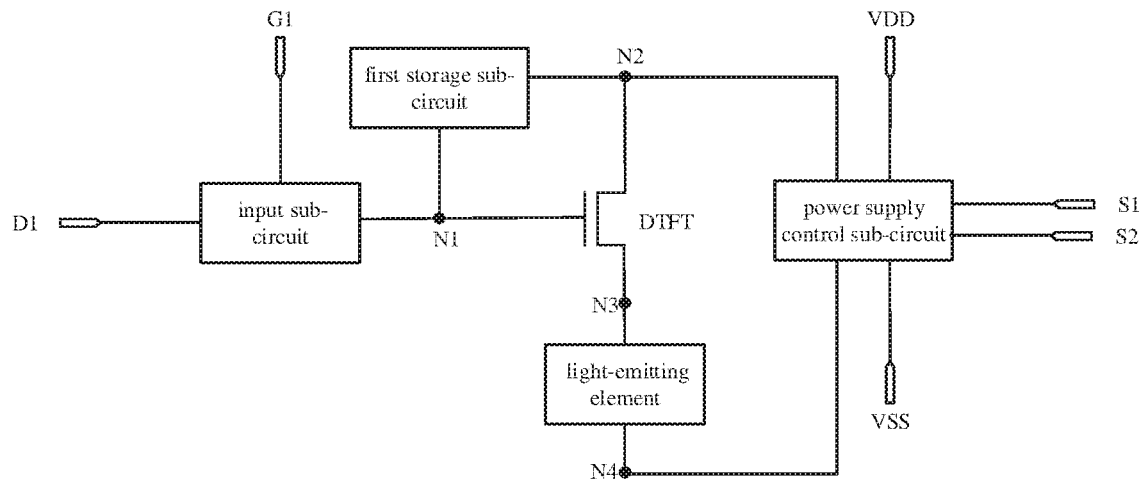 G1
VDD
N2
first storage sub-
circuit
D1
input sub-
circuit
N1
DTFT
power supply
control sub-circuit
S1
S2
N3
light-emitting
element
VSS
N4